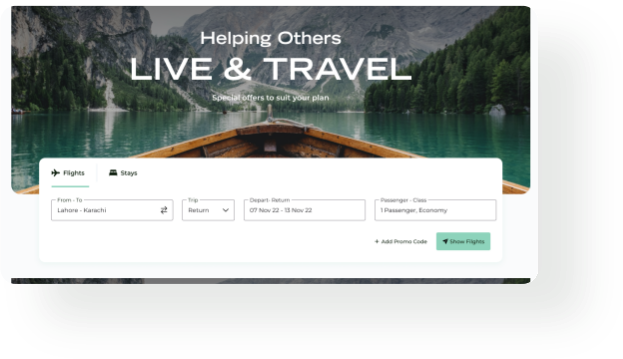 Helping Others
LIVE & TRAVEL
Special offers to suit your plan
Flights
Stays
From - To
Lahore - Karachi
Trip
Return
Depart- Return
07 Nov 22 - 13 Nov 22
Passenger - Class
1 Passenger, Economy
+ Add Promo Code
Show Flights